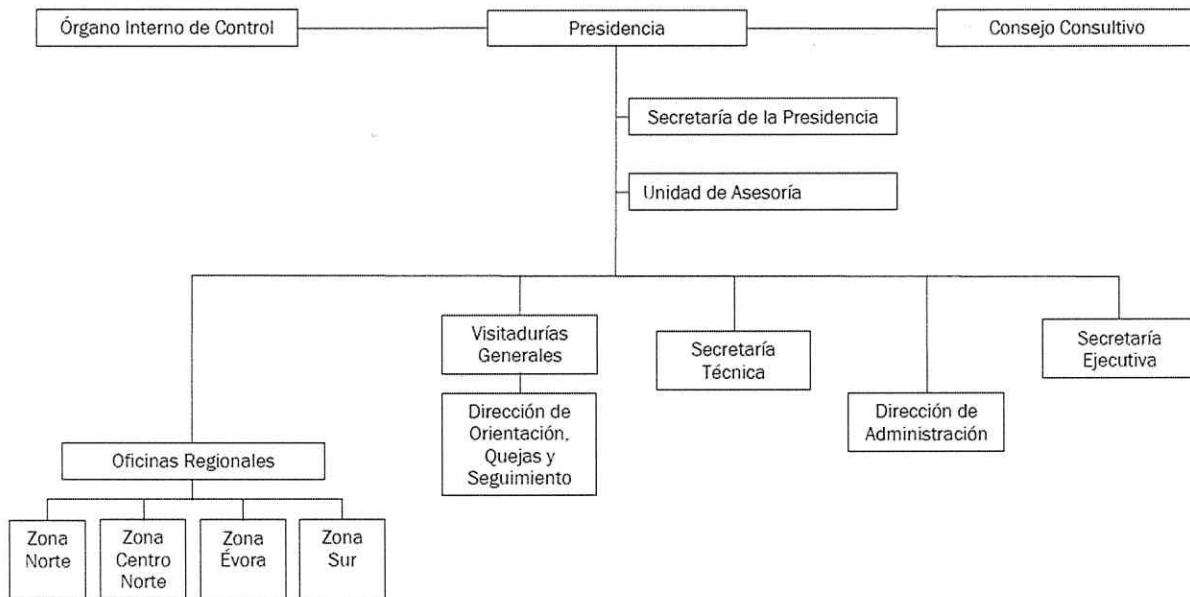 Órgano Interno de Control
Presidencia
Consejo Consultivo
Secretaría de la Presidencia
Unidad de Asesoría
Visitadurías
Generales
Secretaría
Técnica
Secretaría
Ejecutiva
Dirección de
Orientación,
Quejas y
Seguimiento
Dirección de
Administración
Oficinas Regionales
Zona
Norte
Zona
Centro
Norte
Zona
Évora
Zona
Sur